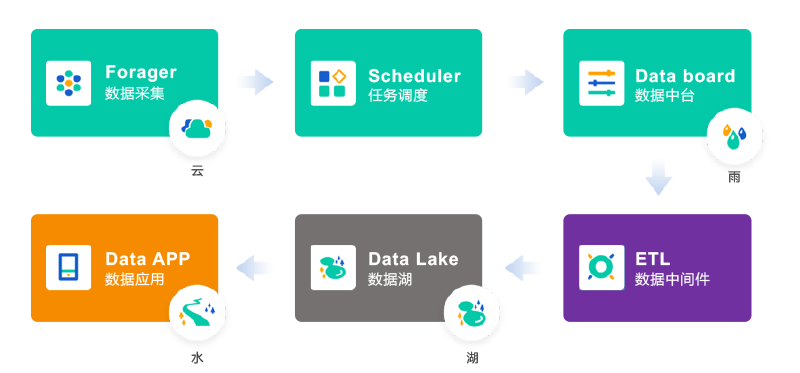 Forager
数据采集
云
Scheduler
任务调度
Data board
数据中台
雨
Data APP
数据应用
水
Data Lake
数据湖
湖
ETL
数据中间件